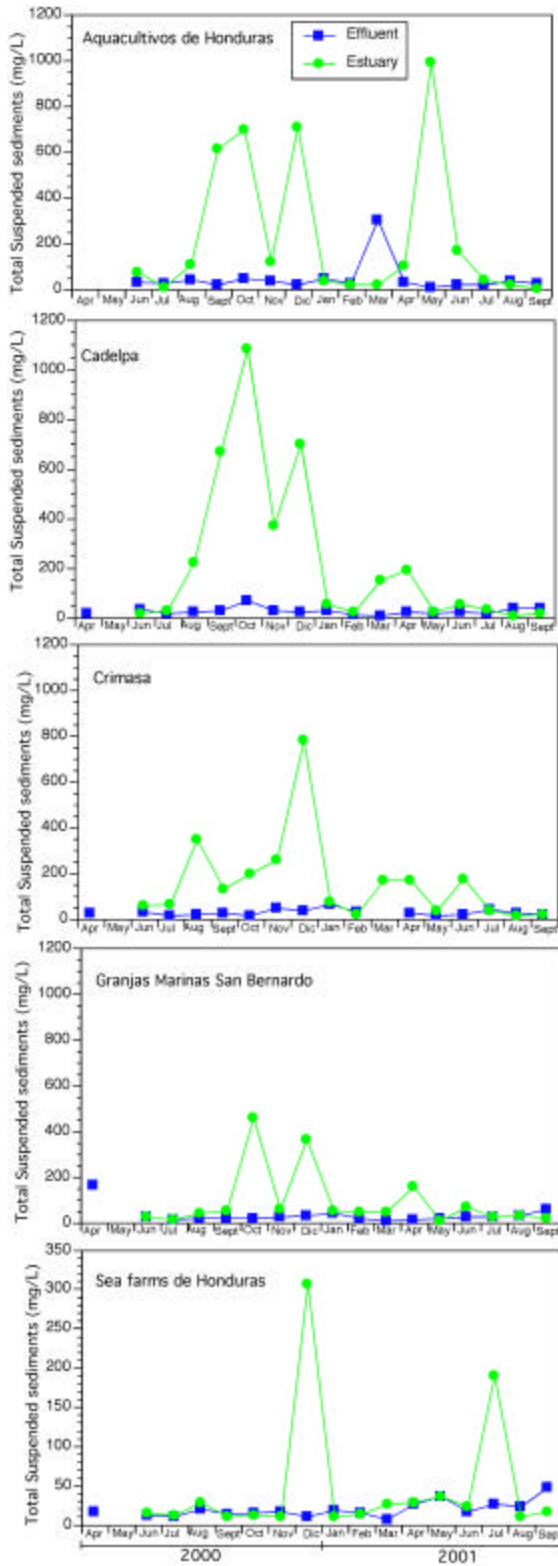 1200
Aquacultivos de Honduras
Effluent
Estuary
1000
800
600
400
200
0
Total Suspended sediments (mg/L)
Apr May Jun Jul Aug Sept Oct Nov Dic Jan Feb Mar Apr May Jun Jul Aug Sept
1200
Cadelpa
1000
800
600
400
200
0
Total Suspended sediments (mg/L)
Apr May Jun Jul Aug Sept Oct Nov Dic Jan Feb Mar Apr May Jun Jul Aug Sept
1200
Crimasa
1000
800
600
400
200
0
Total Suspended sediments (mg/L)
Apr May Jun Jul Aug Sept Oct Nov Dic Jan Feb Mar Apr May Jun Jul Aug Sept
1200
Granjas Marinas San Bernardo
1000
800
600
400
200
0
Total Suspended sediments (mg/L)
Apr May Jun Jul Aug Sept Oct Nov Dic Jan Feb Mar Apr May Jun Jul Aug Sept
350
Sea farms de Honduras
300
250
200
150
100
50
0
Total Suspended sediments (mg/L)
Apr May Jun Jul Aug Sept Oct Nov Dic Jan Feb Mar Apr May Jun Jul Aug Sep
2000 2001